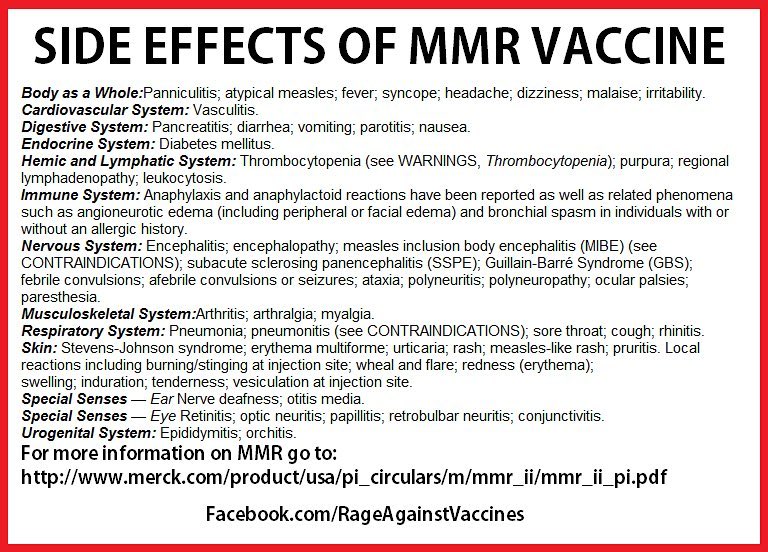 SIDE EFFECTS OF MMR VACCINE
Body as a Whole:Panniculitis; atypical measles; fever; syncope; headache; dizziness; malaise; irritability.
Cardiovascular System: Vasculitis.
Digestive System: Pancreatitis; diarrhea; vomiting; parotitis; nausea.
Endocrine System: Diabetes mellitus.
Hemic and Lymphatic System: Thrombocytopenia (see WARNINGS, Thrombocytopenia); purpura; regional
lymphadenopathy; leukocytosis.
Immune System: Anaphylaxis and anaphylactoid reactions have been reported as well as related phenomena
such as angioneurotic edema (including peripheral or facial edema) and bronchial spasm in individuals with or
without an allergic history.
Nervous System: Encephalitis; encephalopathy; measles inclusion body encephalitis (MIBE) (see
CONTRAINDICATIONS); subacute sclerosing panencephalitis (SSPE); Guillain-Barré Syndrome (GBS);
febrile convulsions; afebrile convulsions or seizures; ataxia; polyneuritis; polyneuropathy; ocular palsies;
paresthesia.
Musculoskeletal System:Arthritis; arthralgia; myalgia.
Respiratory System: Pneumonia; pneumonitis (see CONTRAINDICATIONS); sore throat; cough; rhinitis.
Skin: Stevens-Johnson syndrome; erythema multiforme; urticaria; rash; measles-like rash; pruritis. Local
reactions including burning/stinging at injection site; wheal and flare; redness (erythema);
swelling; induration; tenderness; vesiculation at injection site.
Special Senses — Ear Nerve deafness; otitis media.
Special Senses — Eye Retinitis; optic neuritis; papillitis; retrobulbar neuritis; conjunctivitis.
Urogenital System: Epididymitis; orchitis.
For more information on MMR go to:
http://www.merck.com/product/usa/pi_circulars/m/mmr_ii/mmr_ii_pi.pdf
Facebook.com/RageAgainstVaccines